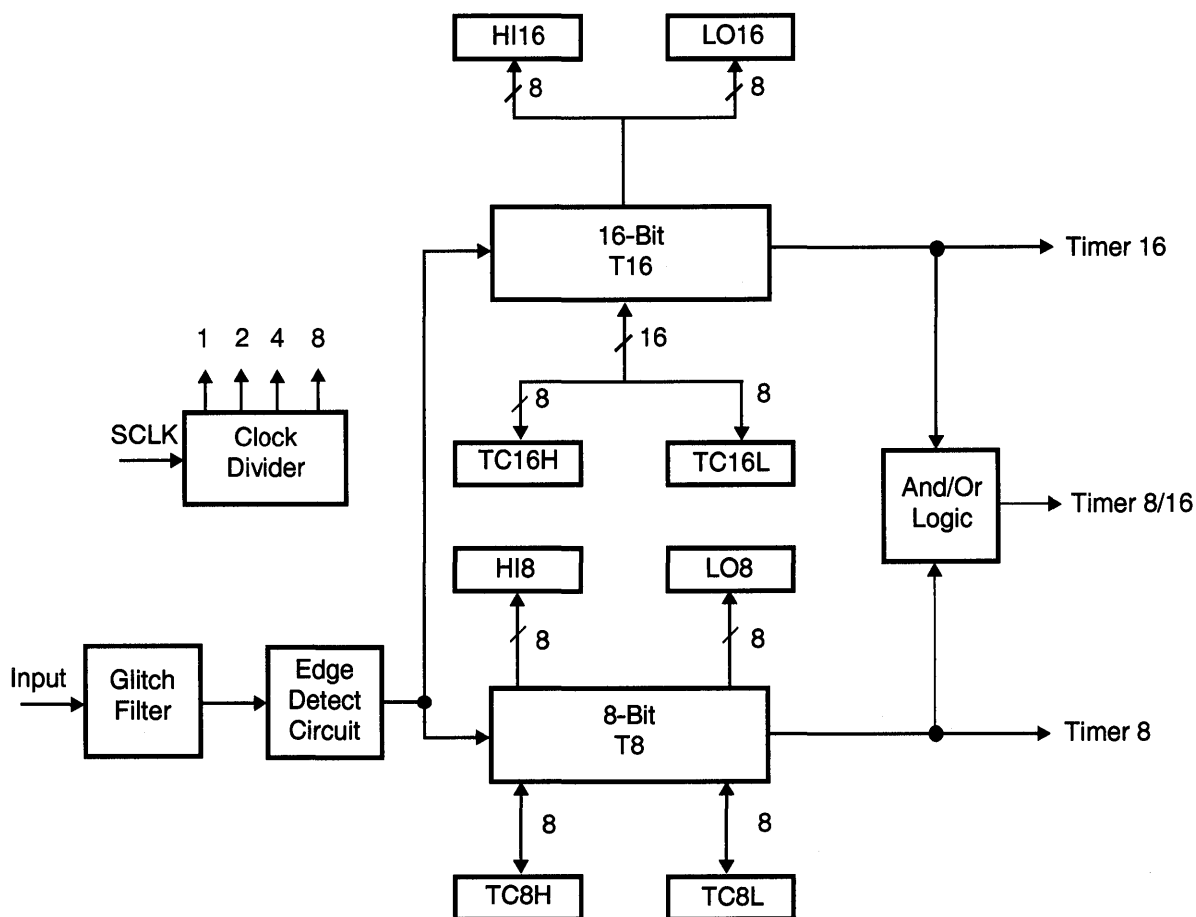 HI16
LO16
8
8
16-Bit
T16
Timer 16
1 2 4 8
16
8
8
SCLK
Clock
Divider
TC16H
TC16L
And/Or
Logic
Timer 8/16
HI8
LO8
8
8
Input
Glitch
Filter
Edge
Detect
Circuit
8-Bit
T8
Timer 8
8
8
TC8H
TC8L